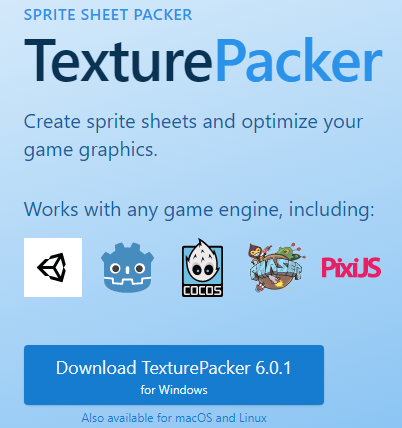 SPRITE SHEET PACKER
TexturePacker
Create sprite sheets and optimize your
game graphics.
Works with any game engine, including:
COCOS
PHASER
PixiJS
Download TexturePacker 6.0.1
for Windows
Also available for macOS and Linux